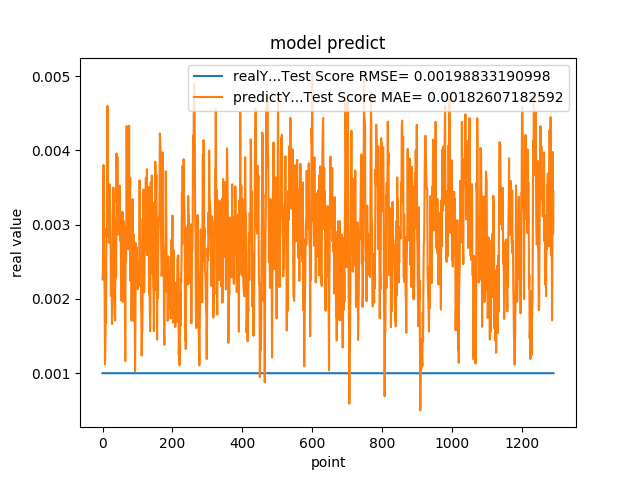 model predict
realY...Test Score RMSE= 0.00198833190998
predictY...Test Score MAE= 0.00182607182592
real value
0.005
0.004
0.003
0.002
0.001
0
200
400
600
800
1000
1200
point